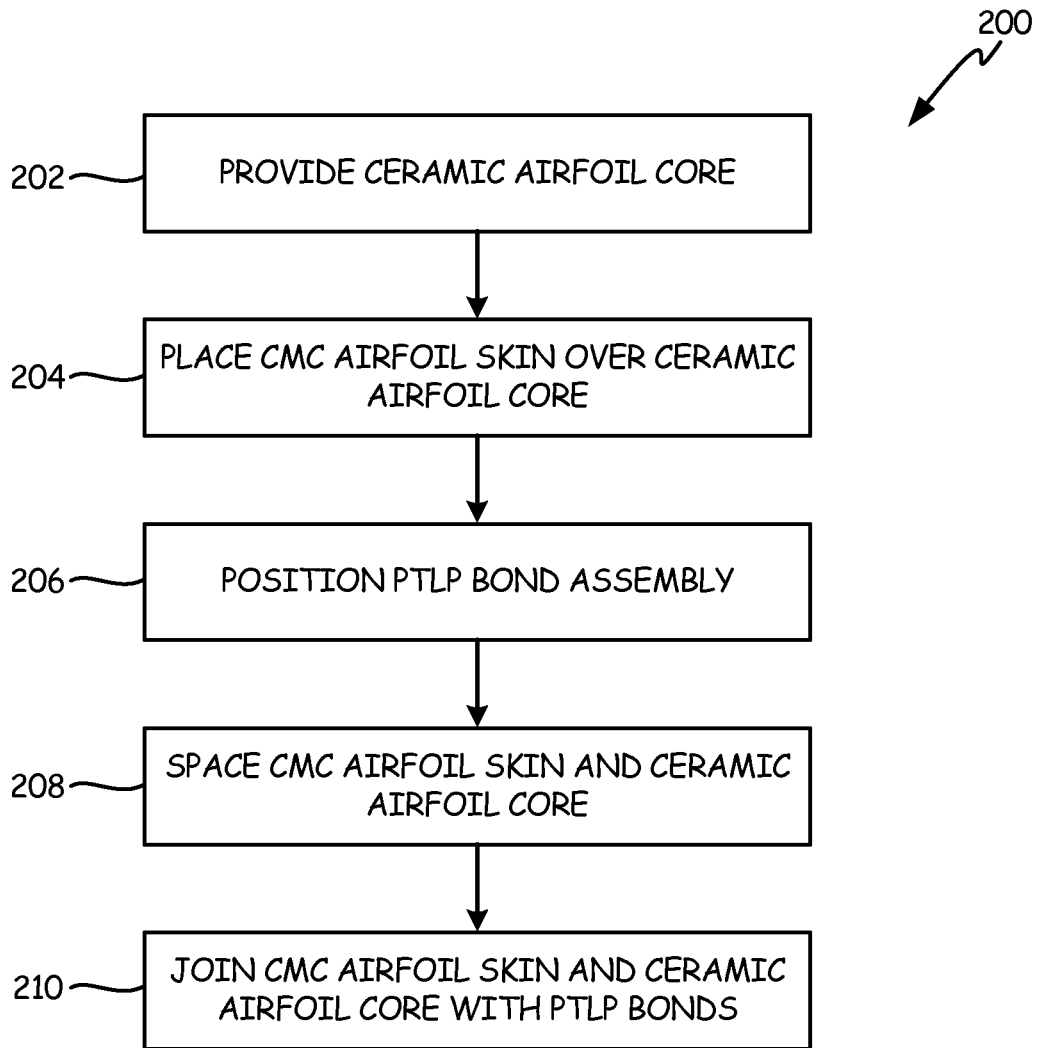 200
202
PROVIDE CERAMIC AIRFOIL CORE
204
PLACE CMC AIRFOIL SKIN OVER CERAMIC
AIRFOIL CORE
206
POSITION PTLP BOND ASSEMBLY
208
SPACE CMC AIRFOIL SKIN AND CERAMIC
AIRFOIL CORE
210
JOIN CMC AIRFOIL SKIN AND CERAMIC
AIRFOIL CORE WITH PTLP BONDS